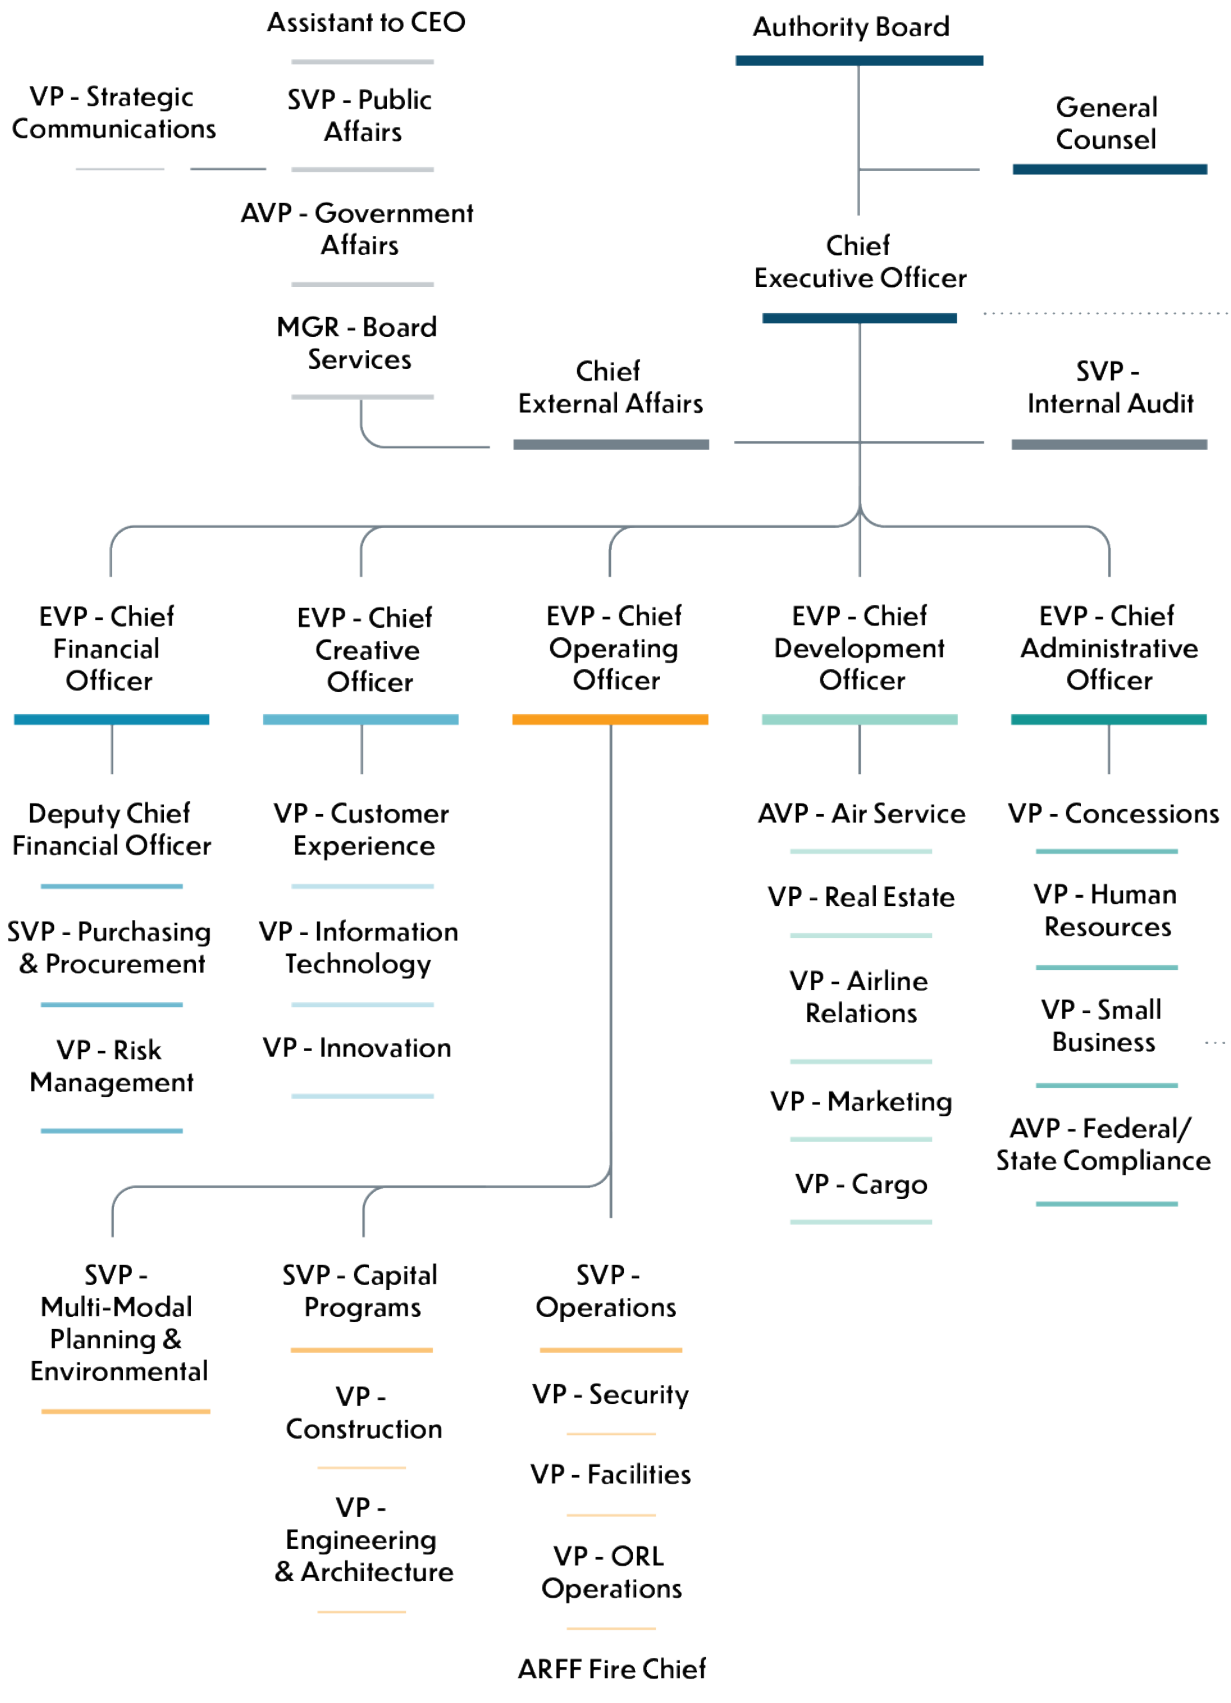 Assistant to CEO
Authority Board
VP - Strategic
Communications
SVP - Public
Affairs
General
Counsel
AVP - Government
Affairs
Chief
Executive Officer
MGR - Board
Services
Chief
External Affairs
SVP -
Internal Audit
EVP - Chief
Financial
Officer
EVP - Chief
Creative
Officer
EVP - Chief
Operating
Officer
EVP - Chief
Development
Officer
EVP - Chief
Administrative
Officer
Deputy Chief
Financial Officer
SVP - Purchasing
& Procurement
VP - Risk
Management
VP - Customer
Experience
VP - Information
Technology
VP - Innovation
AVP - Air Service
VP - Real Estate
VP - Airline
Relations
VP - Marketing
VP - Cargo
VP - Concessions
VP - Human
Resources
VP - Small
Business
AVP - Federal/
State Compliance
SVP -
Multi-Modal
Planning &
Environmental
SVP - Capital
Programs
VP -
Construction
VP -
Engineering
& Architecture
SVP -
Operations
VP - Security
VP - Facilities
VP - ORL
Operations
ARFF Fire Chief